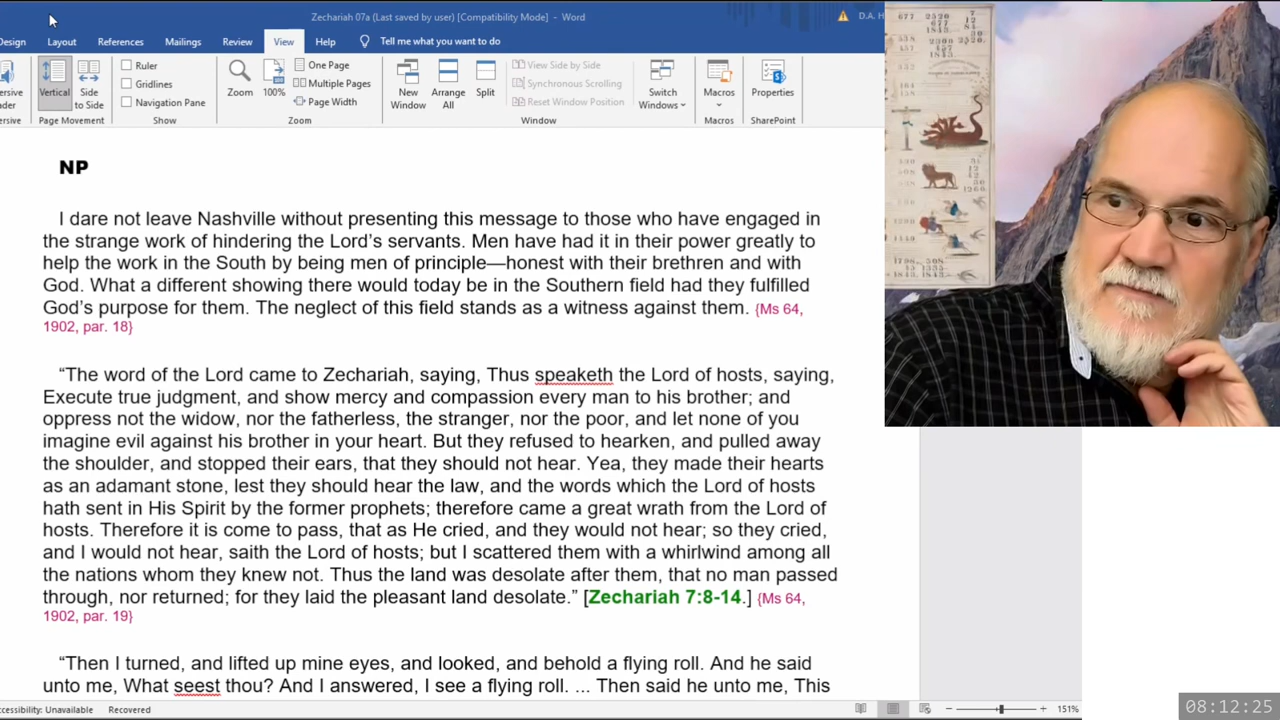 Zechariah 07a (Last saved by user) [Compatibility Mode] - Word
D.A. H
Design Layout References Mailings Review View Help Tell me what you want to do
Vertical
Side to Side
Page Movement
Ruler
Gridlines
Navigation Pane
Show
Zoom
100%
One Page
Multiple Pages
Page Width
Zoom
New Window
Arrange All
Split
View Side by Side
Synchronous Scrolling
Reset Window Position
Window
Switch Windows
Macros
Macros
Properties
SharePoint
NP
I dare not leave Nashville without presenting this message to those who have engaged in
the strange work of hindering the Lord’s servants. Men have had it in their power greatly to
help the work in the South by being men of principle—honest with their brethren and with
God. What a different showing there would today be in the Southern field had they fulfilled
God’s purpose for them. The neglect of this field stands as a witness against them. {Ms 64,
1902, par. 18}
“The word of the Lord came to Zechariah, saying, Thus speaketh the Lord of hosts, saying,
Execute true judgment, and show mercy and compassion every man to his brother; and
oppress not the widow, nor the fatherless, the stranger, nor the poor, and let none of you
imagine evil against his brother in your heart. But they refused to hearken, and pulled away
the shoulder, and stopped their ears, that they should not hear. Yea, they made their hearts
as an adamant stone, lest they should hear the law, and the words which the Lord of hosts
hath sent in His Spirit by the former prophets; therefore came a great wrath from the Lord of
hosts. Therefore it is come to pass, that as He cried, and they would not hear; so they cried,
and I would not hear, saith the Lord of hosts; but I scattered them with a whirlwind among all
the nations whom they knew not. Thus the land was desolate after them, that no man passed
through, nor returned; for they laid the pleasant land desolate.” [Zechariah 7:8-14.] {Ms 64,
1902, par. 19}
“Then I turned, and lifted up mine eyes, and looked, and behold a flying roll. And he said
unto me, What seest thou? And I answered, I see a flying roll. ... Then said he unto me, This
ccessibility: Unavailable Recovered
151%
08:12:25